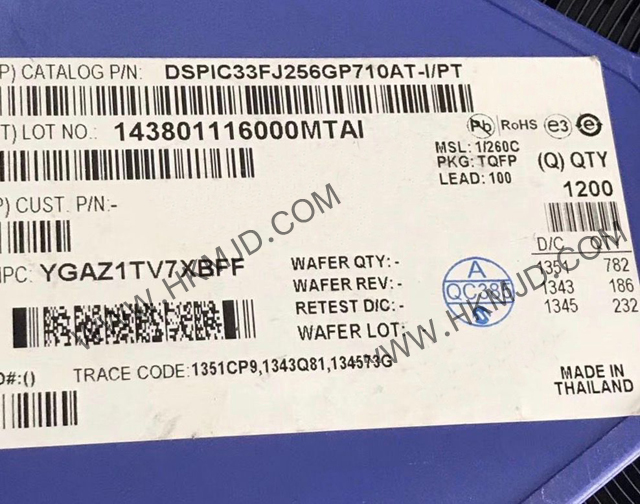 P) CATALOG P/N: DSPIC33FJ256GP710AT-I/PT
T) LOT NO.: 143801116000MTAI
Pb RoHS e3 e
MSL: 1/260C
PKG: TQFP
LEAD: 100
(Q) QTY
1200
P) CUST. P/N:-
D/C QTY
1351 782
1343 186
1345 232
MPC: YGAZ1TV7XBFF
WAFER QTY:-
WAFER REV.:-
RETEST D/C:-
WAFER LOT:
A
QC385
O#:()
TRACE CODE:1351CP9,1343Q81,134573G
MADE IN
THAILAND
WWW.HKMJD.COM
WWW.HKMJD.COM